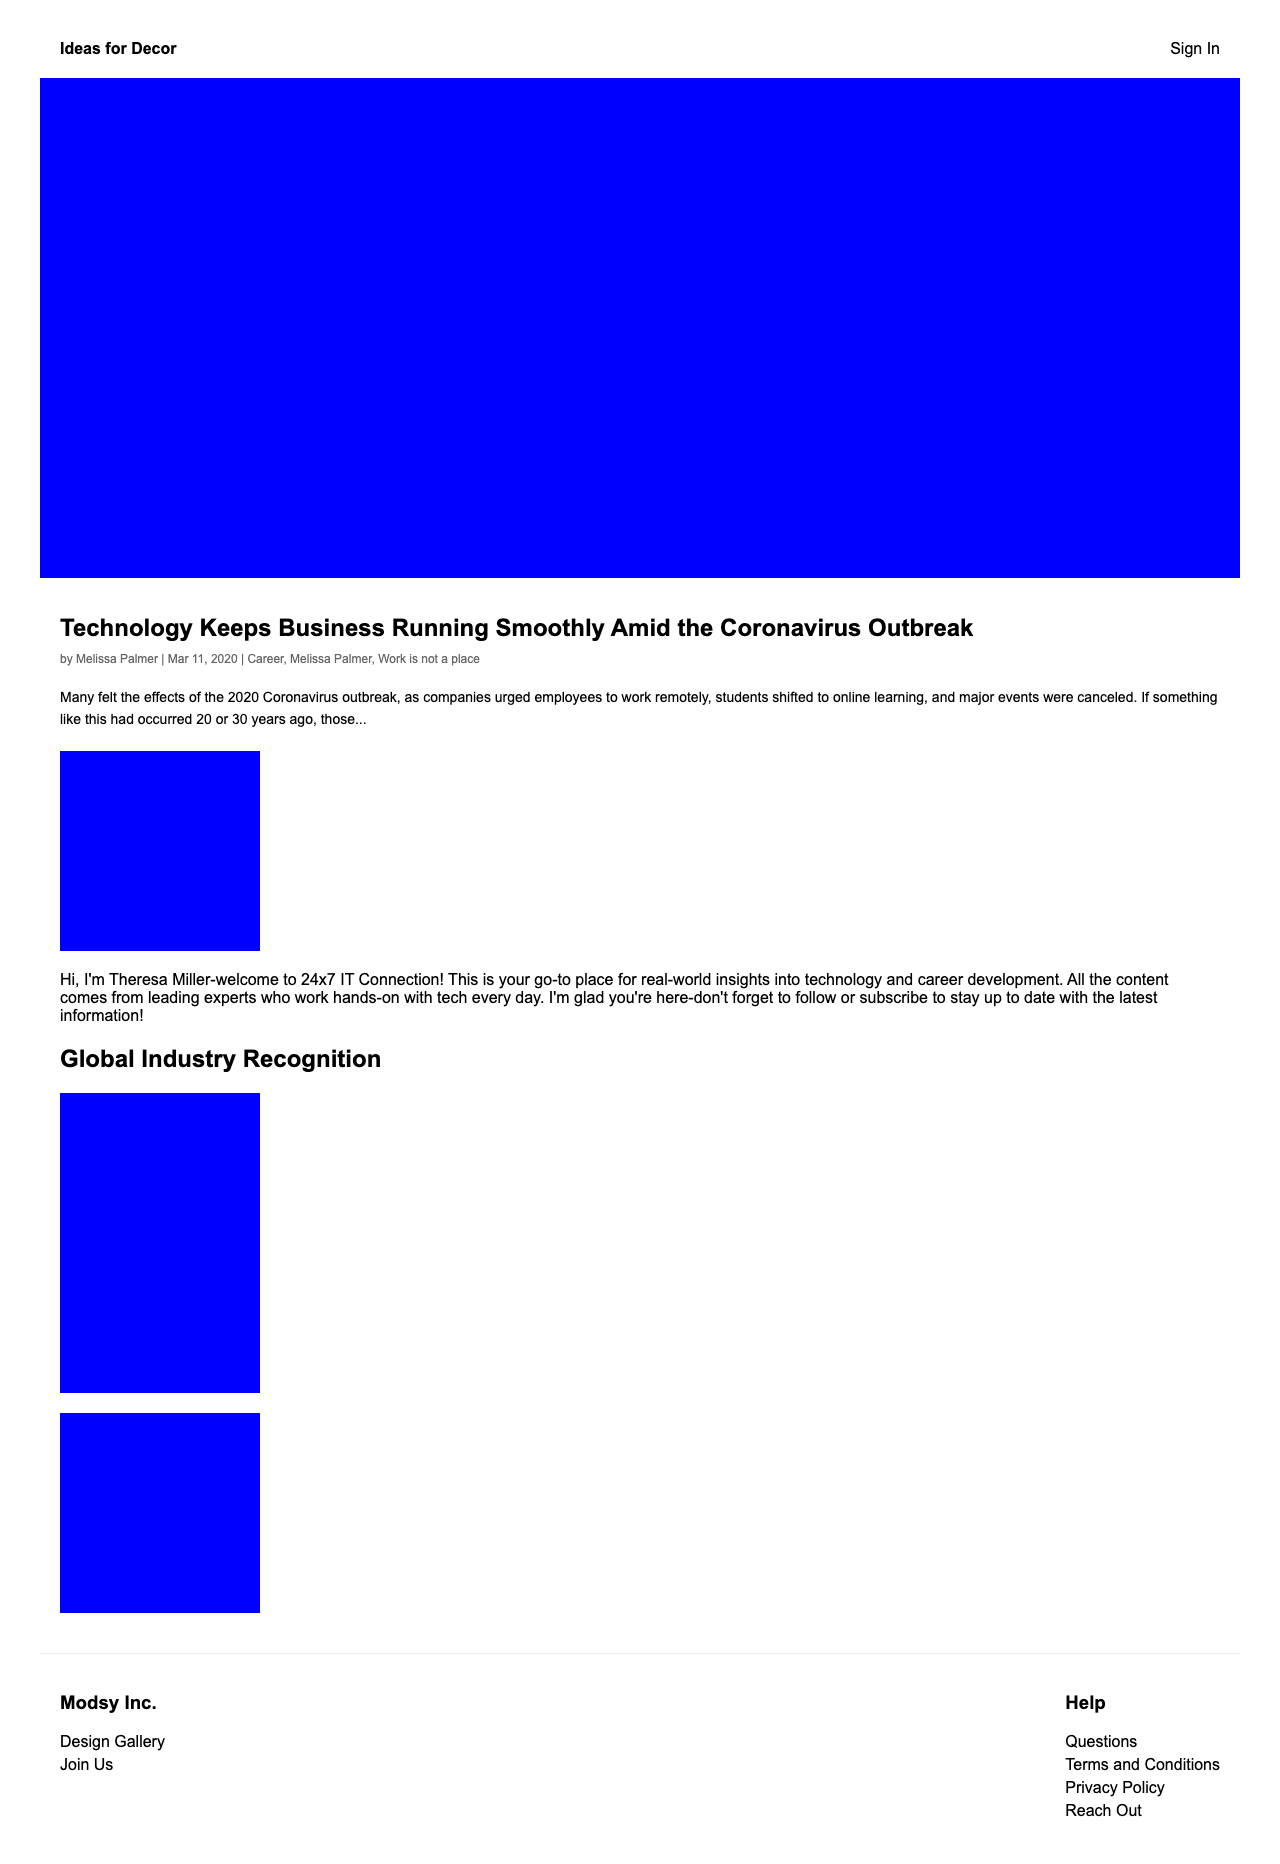 Ideas for Decor
Sign In
Technology Keeps Business Running Smoothly Amid the Coronavirus Outbreak
by Melissa Palmer | Mar 11, 2020 | Career, Melissa Palmer, Work is not a place
Many felt the effects of the 2020 Coronavirus outbreak, as companies urged employees to work remotely, students shifted to online learning, and major events were canceled. If something
like this had occurred 20 or 30 years ago, those...
Hi, I'm Theresa Miller-welcome to 24x7 IT Connection! This is your go-to place for real-world insights into technology and career development. All the content
comes from leading experts who work hands-on with tech every day. I'm glad you're here-don't forget to follow or subscribe to stay up to date with the latest
information!
Global Industry Recognition
Modsy Inc.
Design Gallery
Join Us
Help
Questions
Terms and Conditions
Privacy Policy
Reach Out